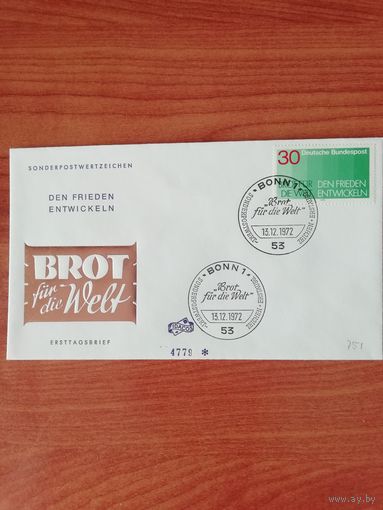 SONDERPOSTWERTZEICHEN
DEN FRIEDEN
ENTWICKELN
BROT
für
die Welt
ERSTTAGSBRIEF
30 Deutsche Bundespost
DIE WELT DEN FRIEDEN
ENTWICKELN
BONN 1
"Brot
für die Welt"
13.12.1972
53
BONN 1
"Brot
für die Welt"
13.12.1972
53
4779 *
751
www.ay.by